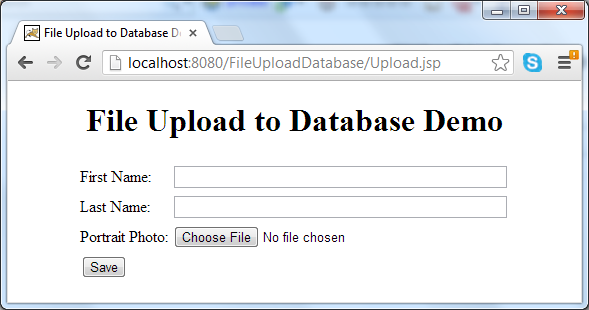 File Upload to Database De
localhost:8080/FileUploadDatabase/Upload.jsp
File Upload to Database Demo
First Name:
Last Name:
Portrait Photo: Choose File No file chosen
Save